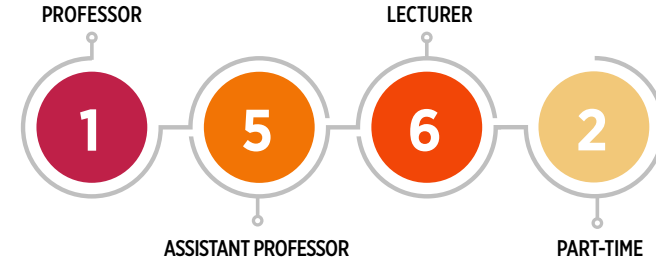 PROFESSOR
LECTURER
1
5
6
2
ASSISTANT PROFESSOR
PART-TIME